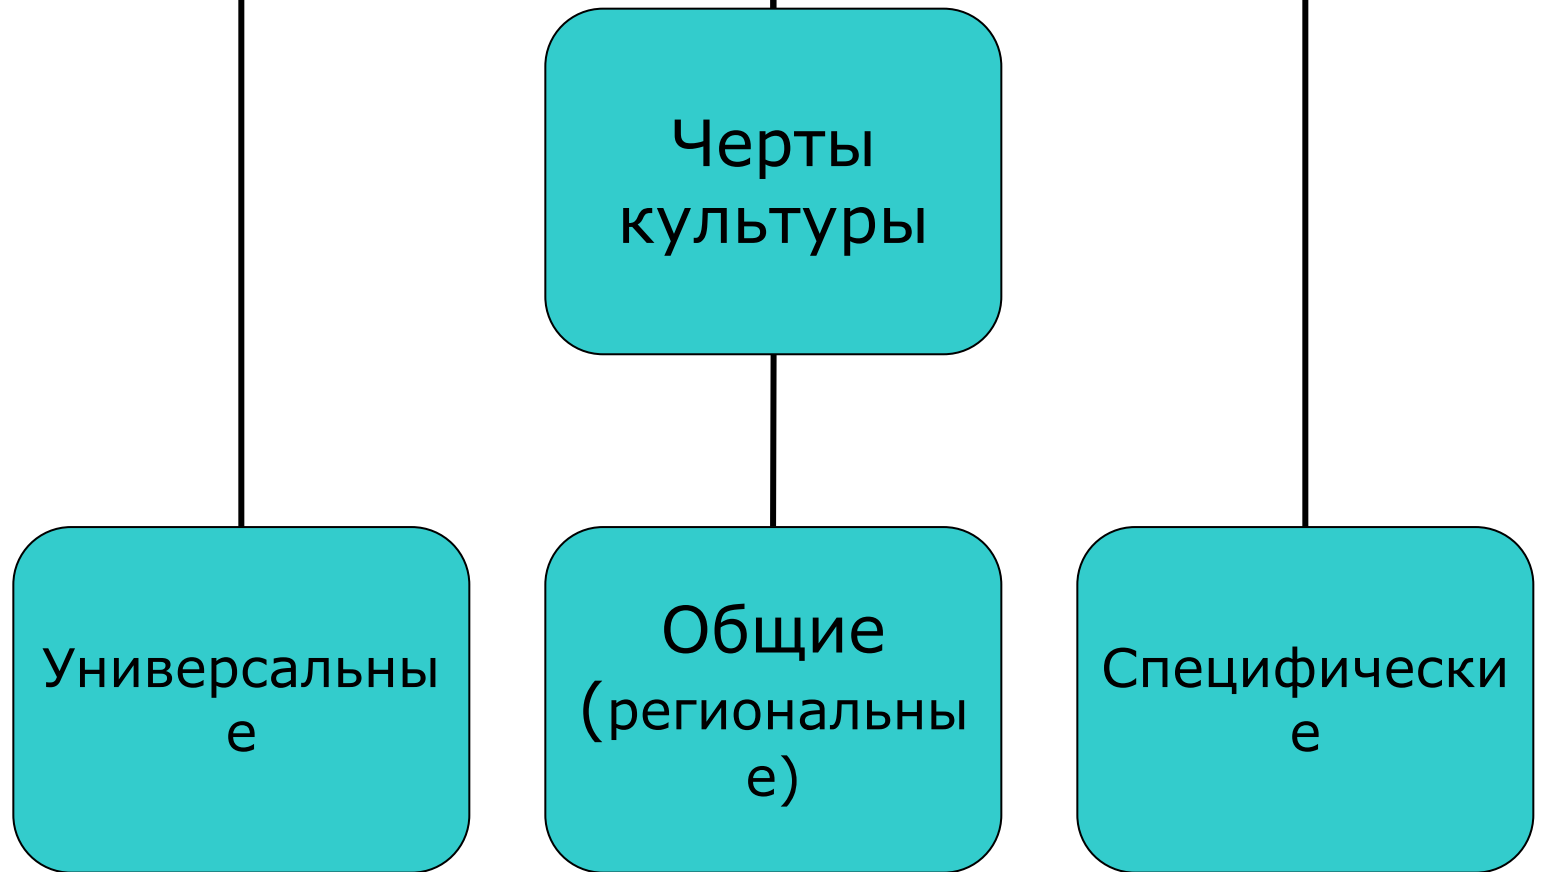 Черты
культуры
Универсальны
е
Общие
(региональны
е)
Специфически
е